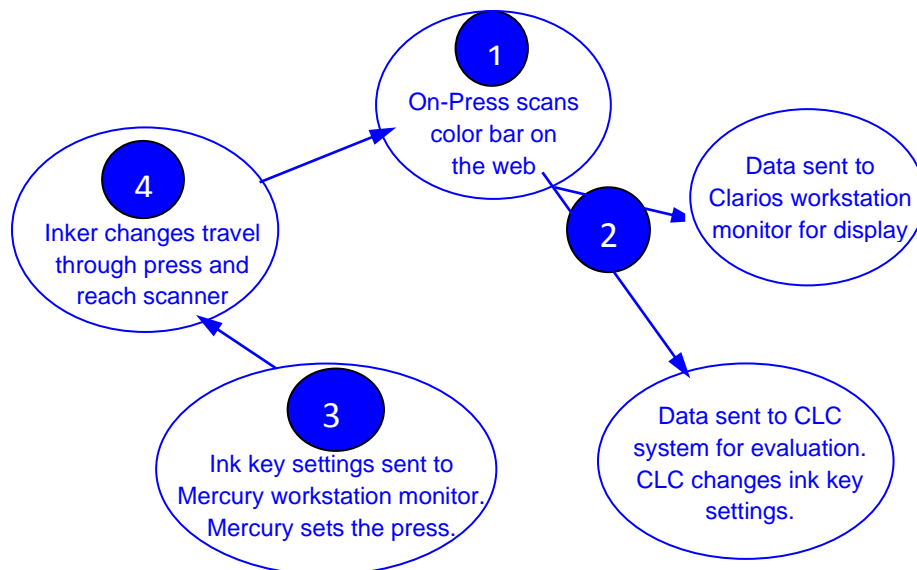 1
On-Press scans
color bar on
the web
2
Data sent to
Clarios workstation
monitor for display
Data sent to CLC
system for evaluation.
CLC changes ink key
settings.
3
Ink key settings sent to
Mercury workstation monitor.
Mercury sets the press.
4
Inker changes travel
through press and
reach scanner